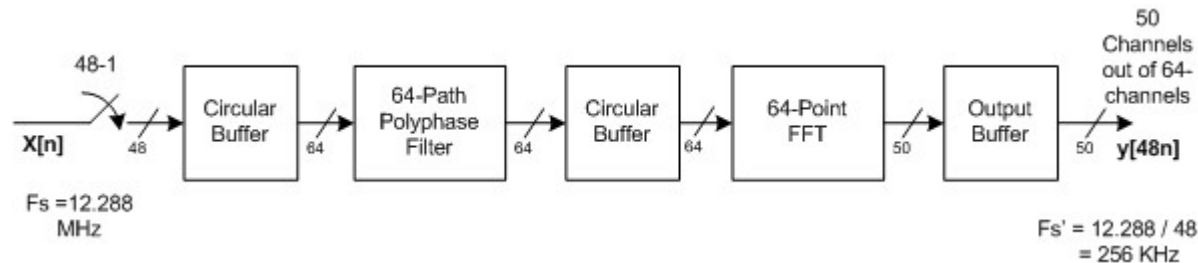 48-1
X[n]
Fs =12.288
MHz
48
Circular
Buffer
64
64-Path
Polyphase
Filter
64
Circular
Buffer
64
64-Point
FFT
50
Output
Buffer
50
50
Channels
out of 64-
channels
y[48n]
Fs' = 12.288 / 48
= 256 KHz